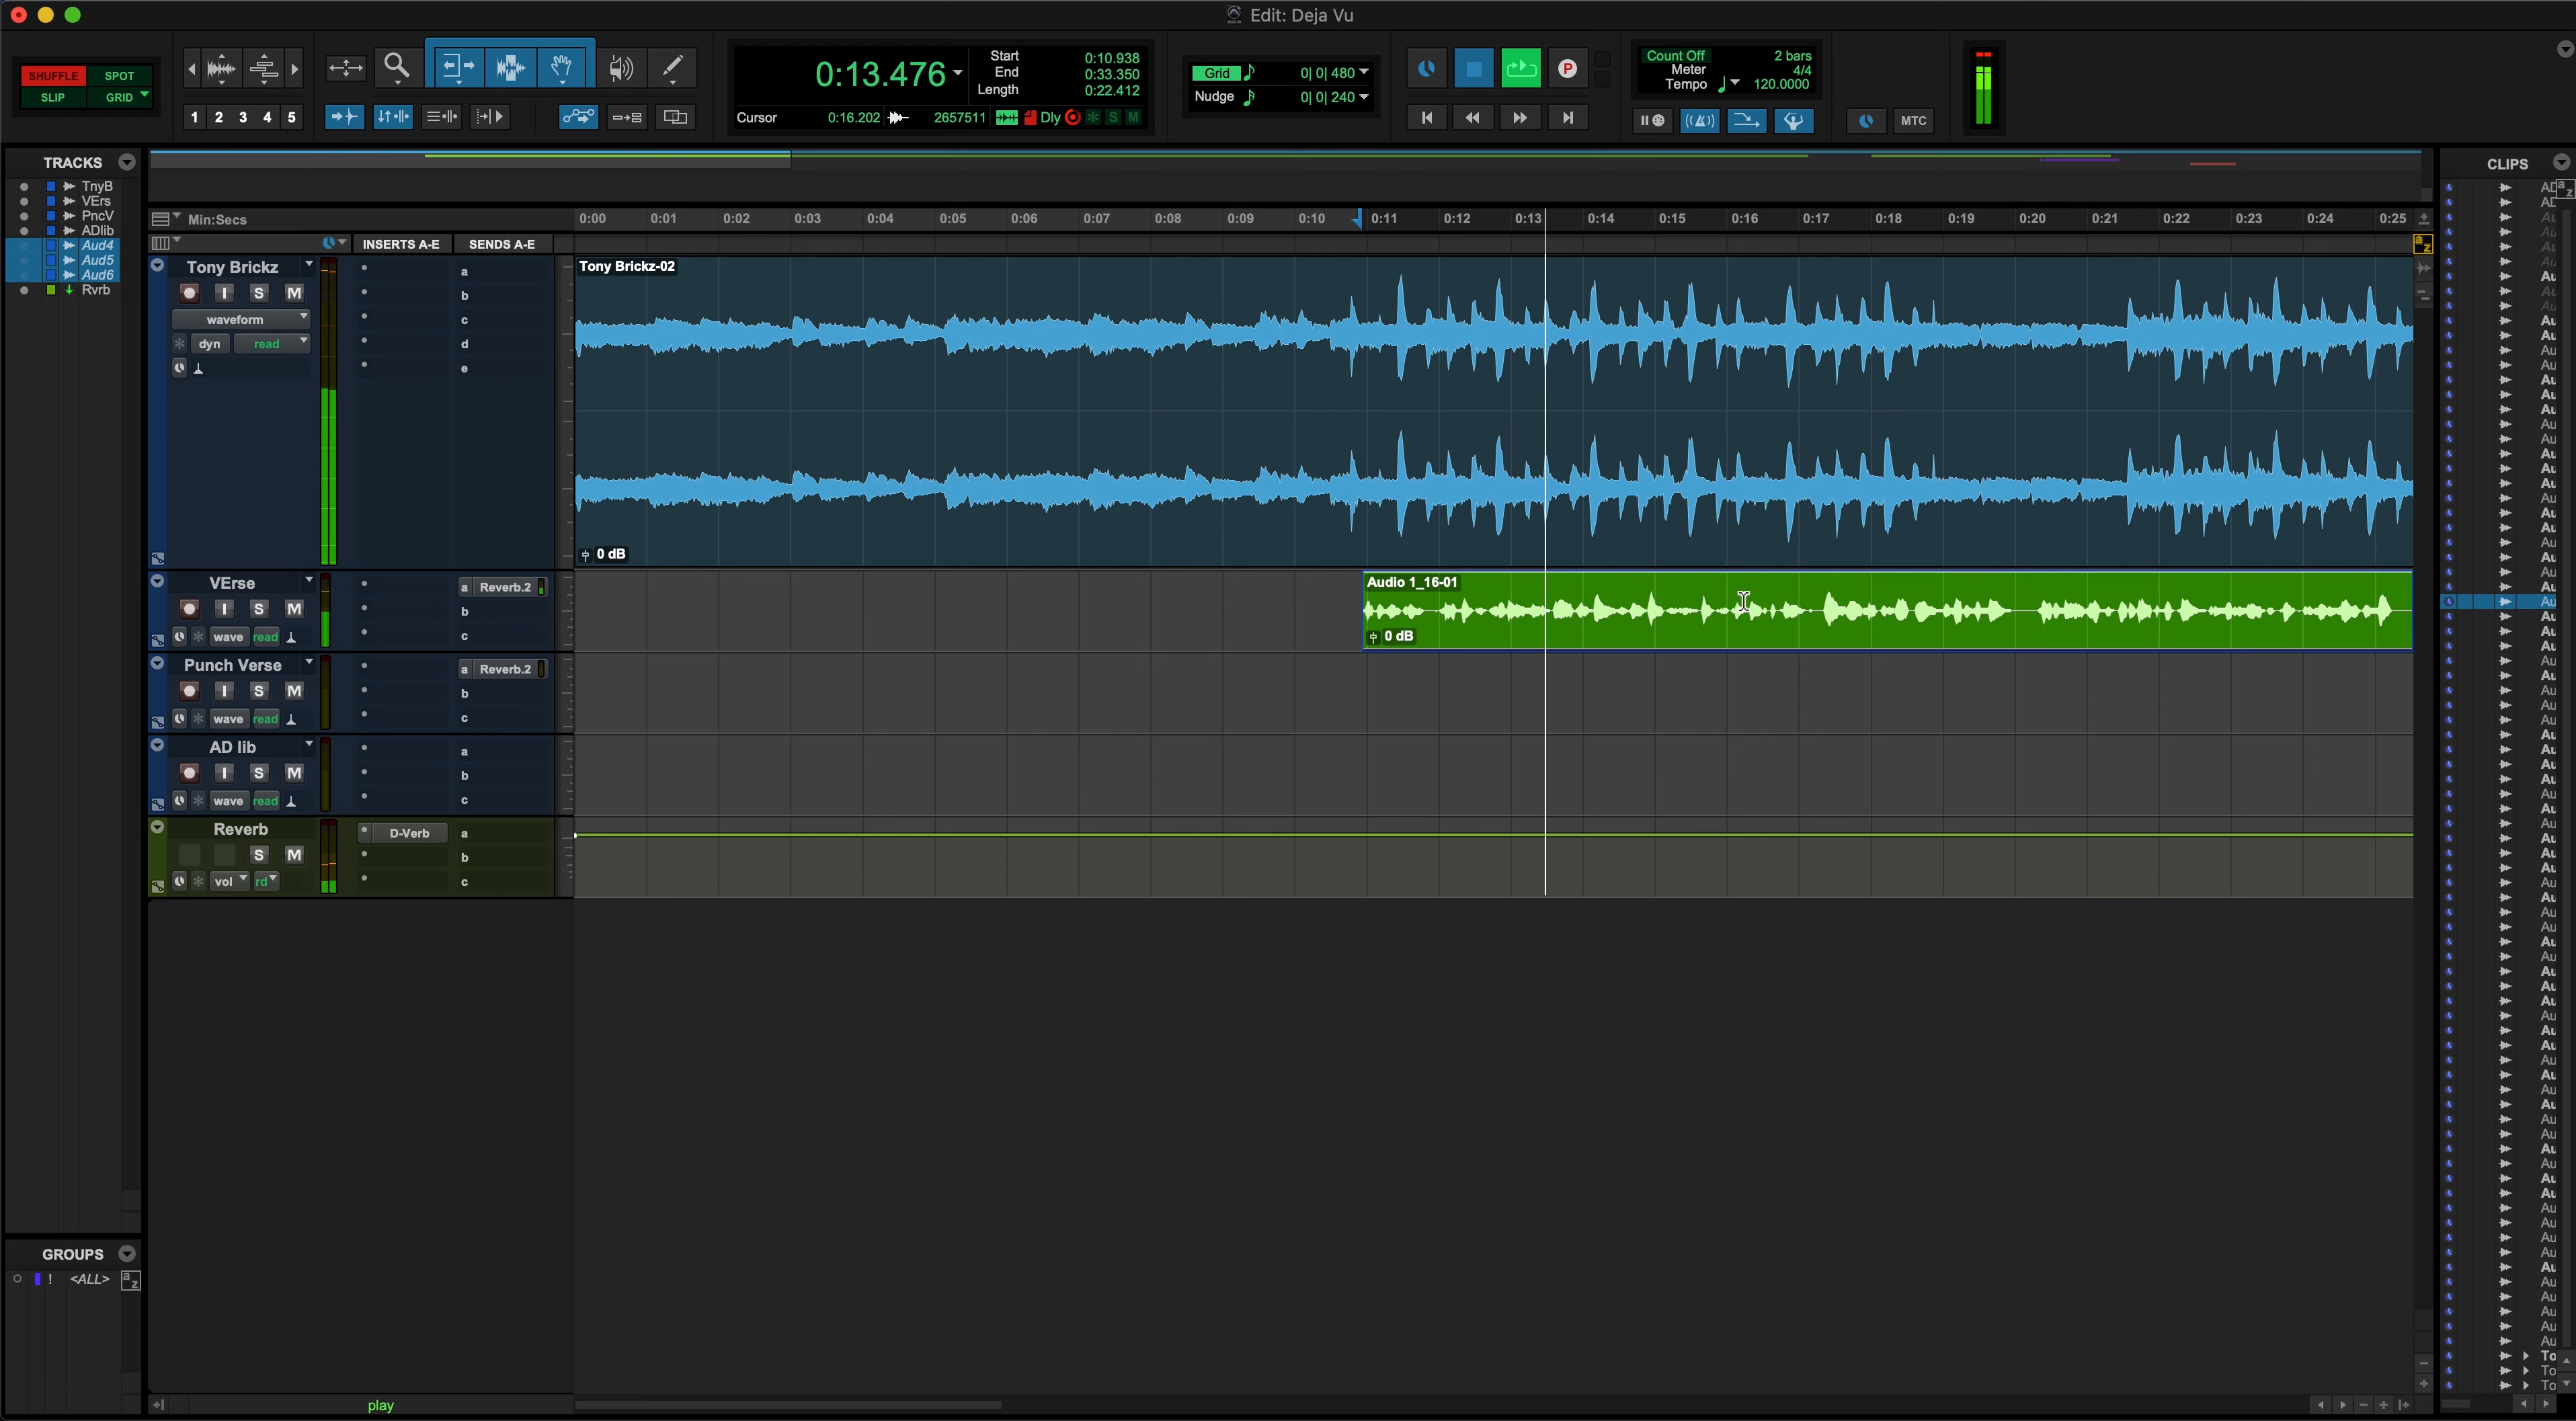 Edit: Deja Vu
SHUFFLE SPOT
SLIP GRID
1 2 3 4 5
0:13.476
Start 0:10.938
End 0:33.350
Length 0:22.412
Cursor 0:16.202 2657511 Dly S M
Grid 0| 0| 480
Nudge 0| 0| 240
P
Count Off 2 bars
Meter 4/4
Tempo 120.0000
MTC
TRACKS
TnyB
VErs
PncV
ADlib
Aud4
Aud5
Aud6
Rvrb
GROUPS
! <ALL> a z
Min:Secs 0:00 0:01 0:02 0:03 0:04 0:05 0:06 0:07 0:08 0:09 0:10 0:11 0:12 0:13 0:14 0:15 0:16 0:17 0:18 0:19 0:20 0:21 0:22 0:23 0:24 0:25
INSERTS A-E SENDS A-E
Tony Brickz
I S M
waveform
dyn read
a
b
c
d
e
Tony Brickz-02
0 dB
VErse
I S M
wave read
a Reverb.2
b
c
Audio 1_16-01
0 dB
Punch Verse
I S M
wave read
a Reverb.2
b
c
AD lib
I S M
wave read
a
b
c
Reverb
S M
vol rd
D-Verb
a
b
c
play
CLIPS